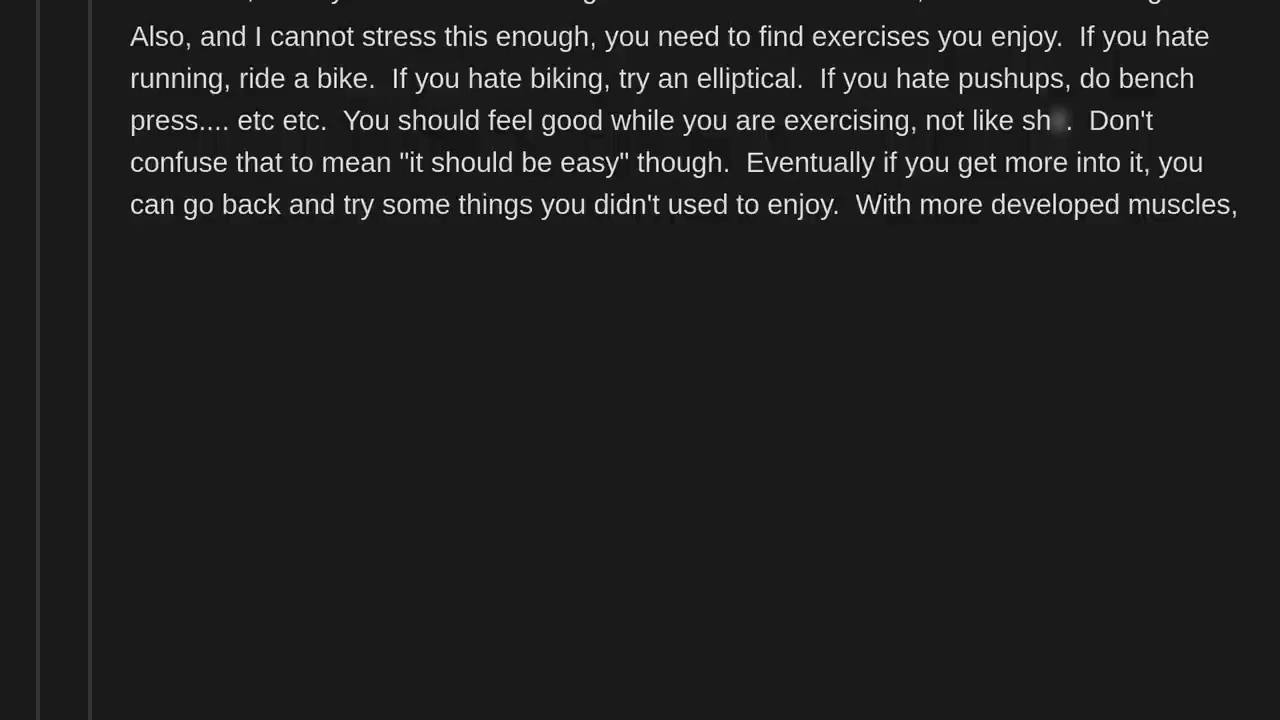 Also, and I cannot stress this enough, you need to find exercises you enjoy.  If you hate
running, ride a bike.  If you hate biking, try an elliptical.  If you hate pushups, do bench
press.... etc etc.  You should feel good while you are exercising, not like sh.  Don't
confuse that to mean "it should be easy" though.  Eventually if you get more into it, you
can go back and try some things you didn't used to enjoy.  With more developed muscles,